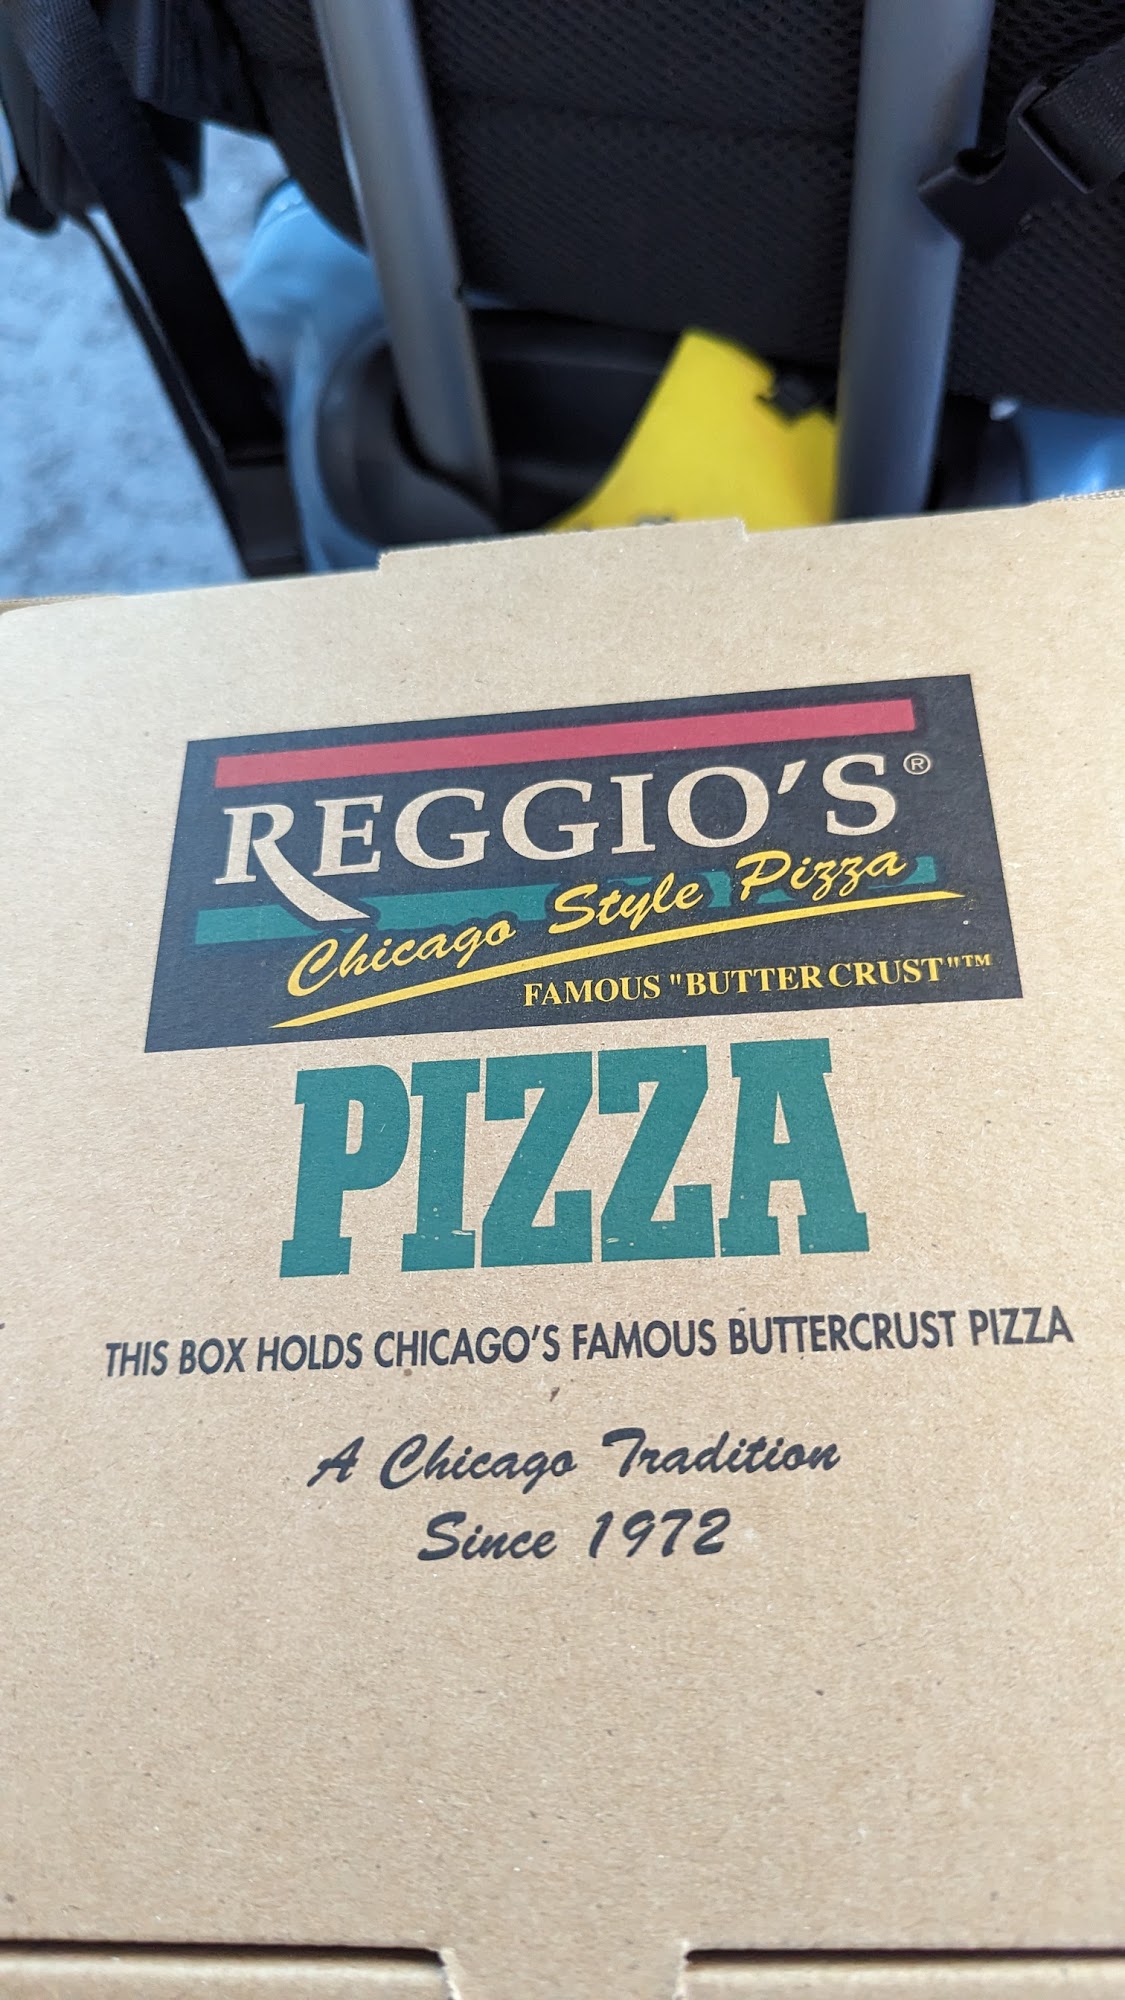 REGGIO'S®
Chicago Style Pizza
FAMOUS "BUTTER CRUST"™
PIZZA
THIS BOX HOLDS CHICAGO'S FAMOUS BUTTERCRUST PIZZA
A Chicago Tradition
Since 1972